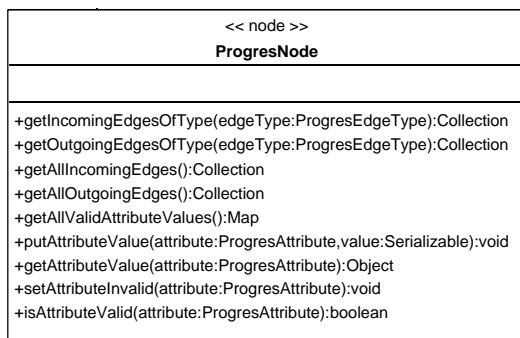 << node >>
ProgresNode
+getIncomingEdgesOfType(edgeType:ProgresEdgeType):Collection
+getOutgoingEdgesOfType(edgeType:ProgresEdgeType):Collection
+getAllIncomingEdges():Collection
+getAllOutgoingEdges():Collection
+getAllValidAttributeValues():Map
+putAttributeValue(attribute:ProgresAttribute,value:Serializable):void
+getAttributeValue(attribute:ProgresAttribute):Object
+setAttributeInvalid(attribute:ProgresAttribute):void
+isAttributeValid(attribute:ProgresAttribute):boolean